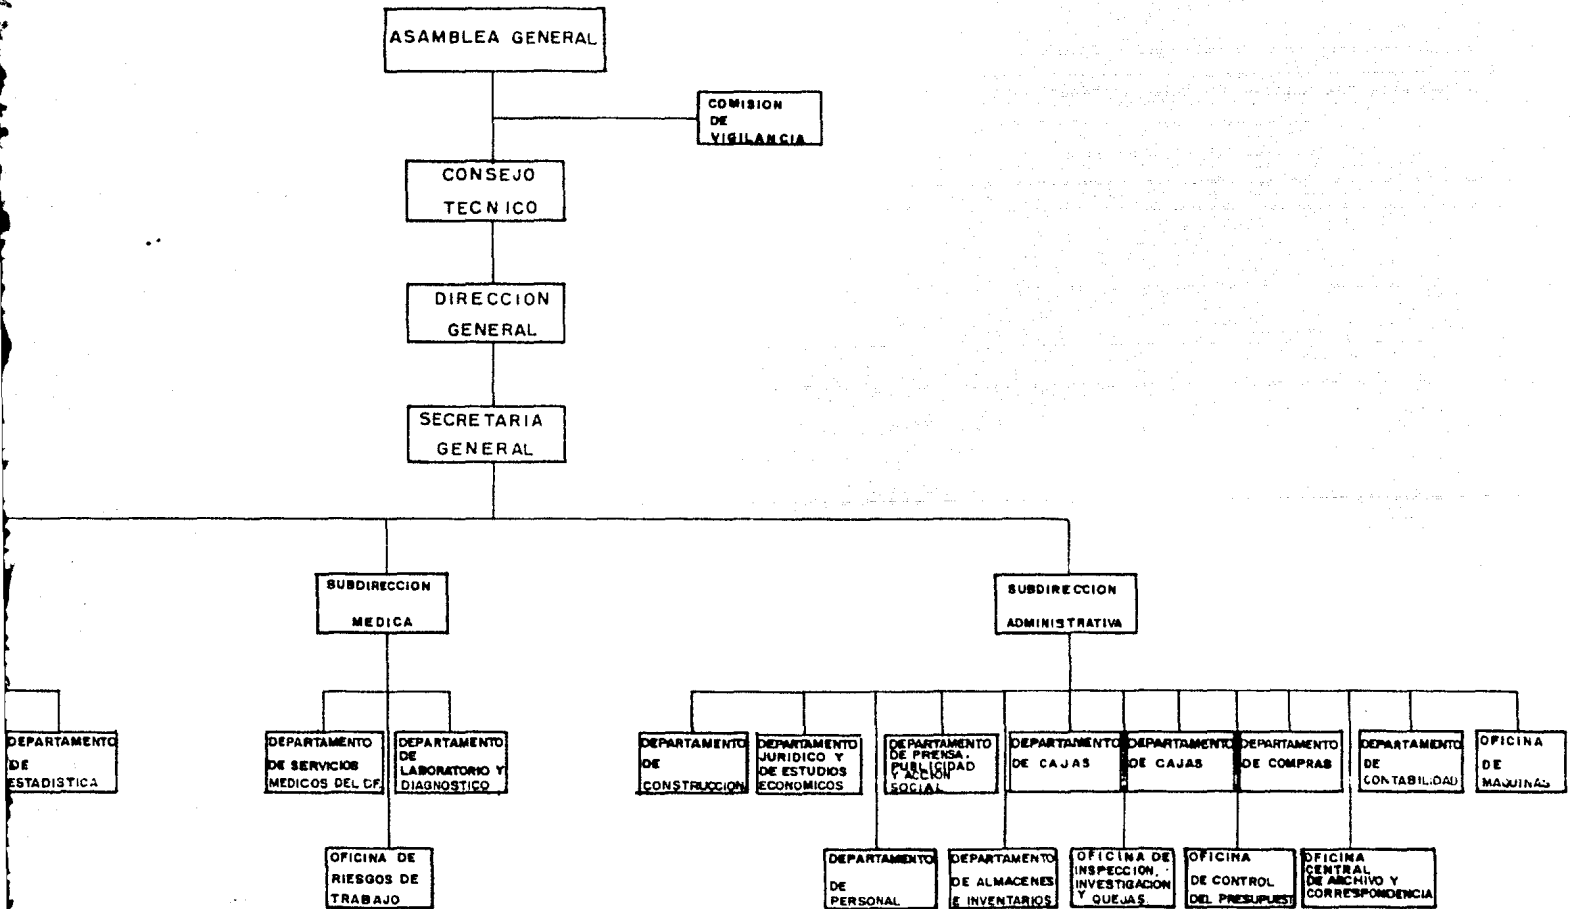 ASAMBLEA GENERAL
COMISION
DE
VIGILANCIA
CONSEJO
TECNICO
DIRECCION
GENERAL
SECRETARIA
GENERAL
SUBDIRECCION
MEDICA
SUBDIRECCION
ADMINISTRATIVA
DEPARTAMENTO
DE
ESTADISTICA
DEPARTAMENTO
DE SERVICIOS
MEDICOS DEL DF.
DEPARTAMENTO
DE
LABORATORIO Y
DIAGNOSTICO
DEPARTAMENTO
DE
CONSTRUCCION
DEPARTAMENTO
JURIDICO Y
DE ESTUDIOS
ECONOMICOS
DEPARTAMENTO
DE PRENSA,
PUBLICIDAD
Y ACCION
SOCIAL
DEPARTAMENTO
DE CAJAS
DEPARTAMENTO
DE CAJAS
DEPARTAMENTO
DE COMPRAS
DEPARTAMENTO
DE
CONTABILIDAD
OFICINA
DE
MAQUINAS
OFICINA DE
RIESGOS DE
TRABAJO
DEPARTAMENTO
DE
PERSONAL
DEPARTAMENTO
DE ALMACENES
E INVENTARIOS
OFICINA DE
INSPECCION,
INVESTIGACION
Y QUEJAS.
OFICINA
DE CONTROL
DEL PRESUPUEST
OFICINA
CENTRAL
DE ARCHIVO Y
CORRESPONDENCIA